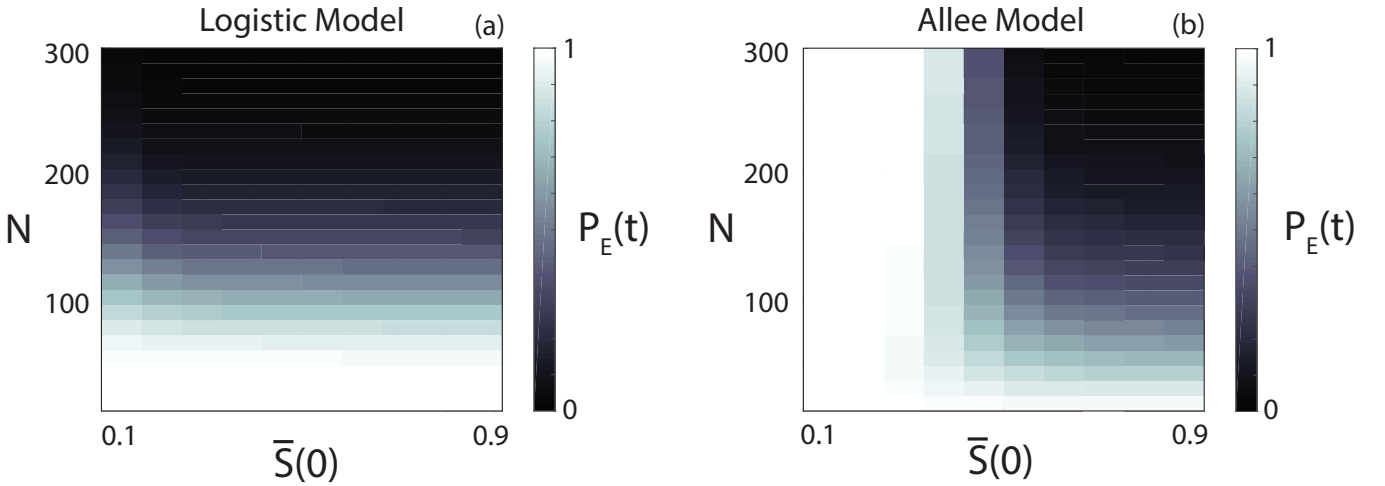 Logistic Model (a)
300
200
100
N
0.1 0.9
S̅(0)
1
0
P_E(t)
Allee Model (b)
300
200
100
N
0.1 0.9
S̅(0)
1
0
P_E(t)